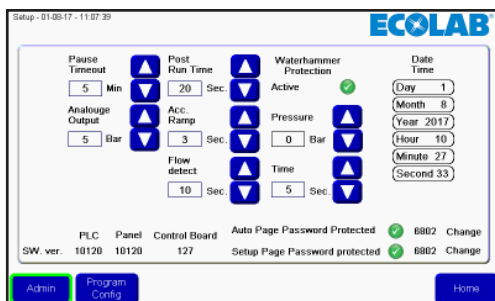 Setup - 01-08-17 - 11:07:39
ECOLAB
Pause Timeout
5 Min
Post Run Time
20 Sec.
Waterhammer Protection
Active
Date Time
Day 1
Month 8
Year 2017
Hour 10
Minute 27
Second 33
Analouge Output
5 Bar
Acc. Ramp
3 Sec.
Pressure
0 Bar
Flow detect
10 Sec.
Time
5 Sec.
PLC Panel Control Board
SW. ver. 10120 10120 127
Auto Page Password Protected 6802 Change
Setup Page Password protected 6802 Change
Admin
Program Config
Home